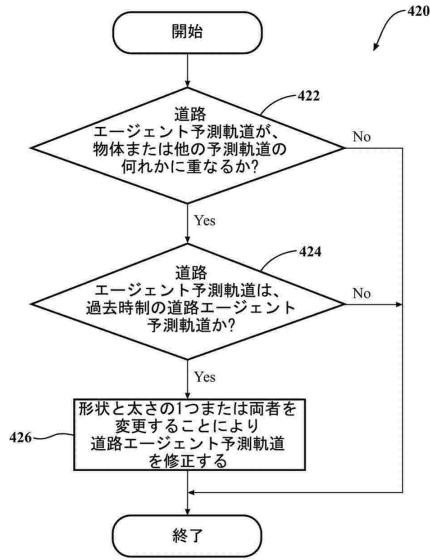 開始
420
422
道路
エージェント予測軌道が、
物体または他の予測軌道の
何れかに重なるか?
No
Yes
424
道路
エージェント予測軌道は、
過去時制の道路エージェント
予測軌道か?
No
Yes
426
形状と太さの1つまたは両者を
変更することにより
道路エージェント予測軌道
を修正する
終了